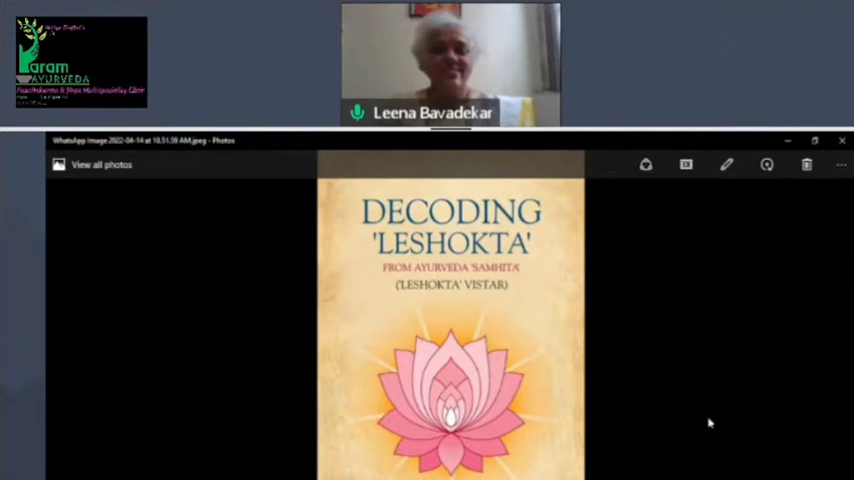 Param
AYURVEDA
Leena Bavadekar
WhatsApp Image 2022-04-14 at 10.51.59 AM.jpeg - Photos
View all photos
DECODING
'LESHOKTA'
FROM AYURVEDA 'SAMHITA'
('LESHOKTA' VISTAR)